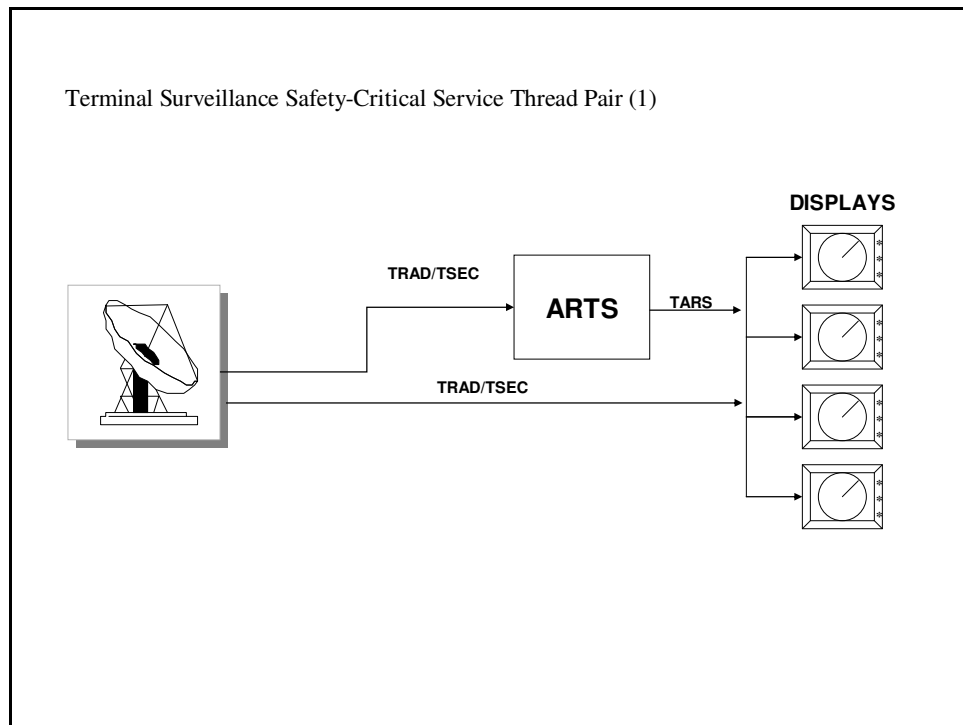 Terminal Surveillance Safety-Critical Service Thread Pair (1)
DISPLAYS
TRAD/TSEC
ARTS
TARS
TRAD/TSEC